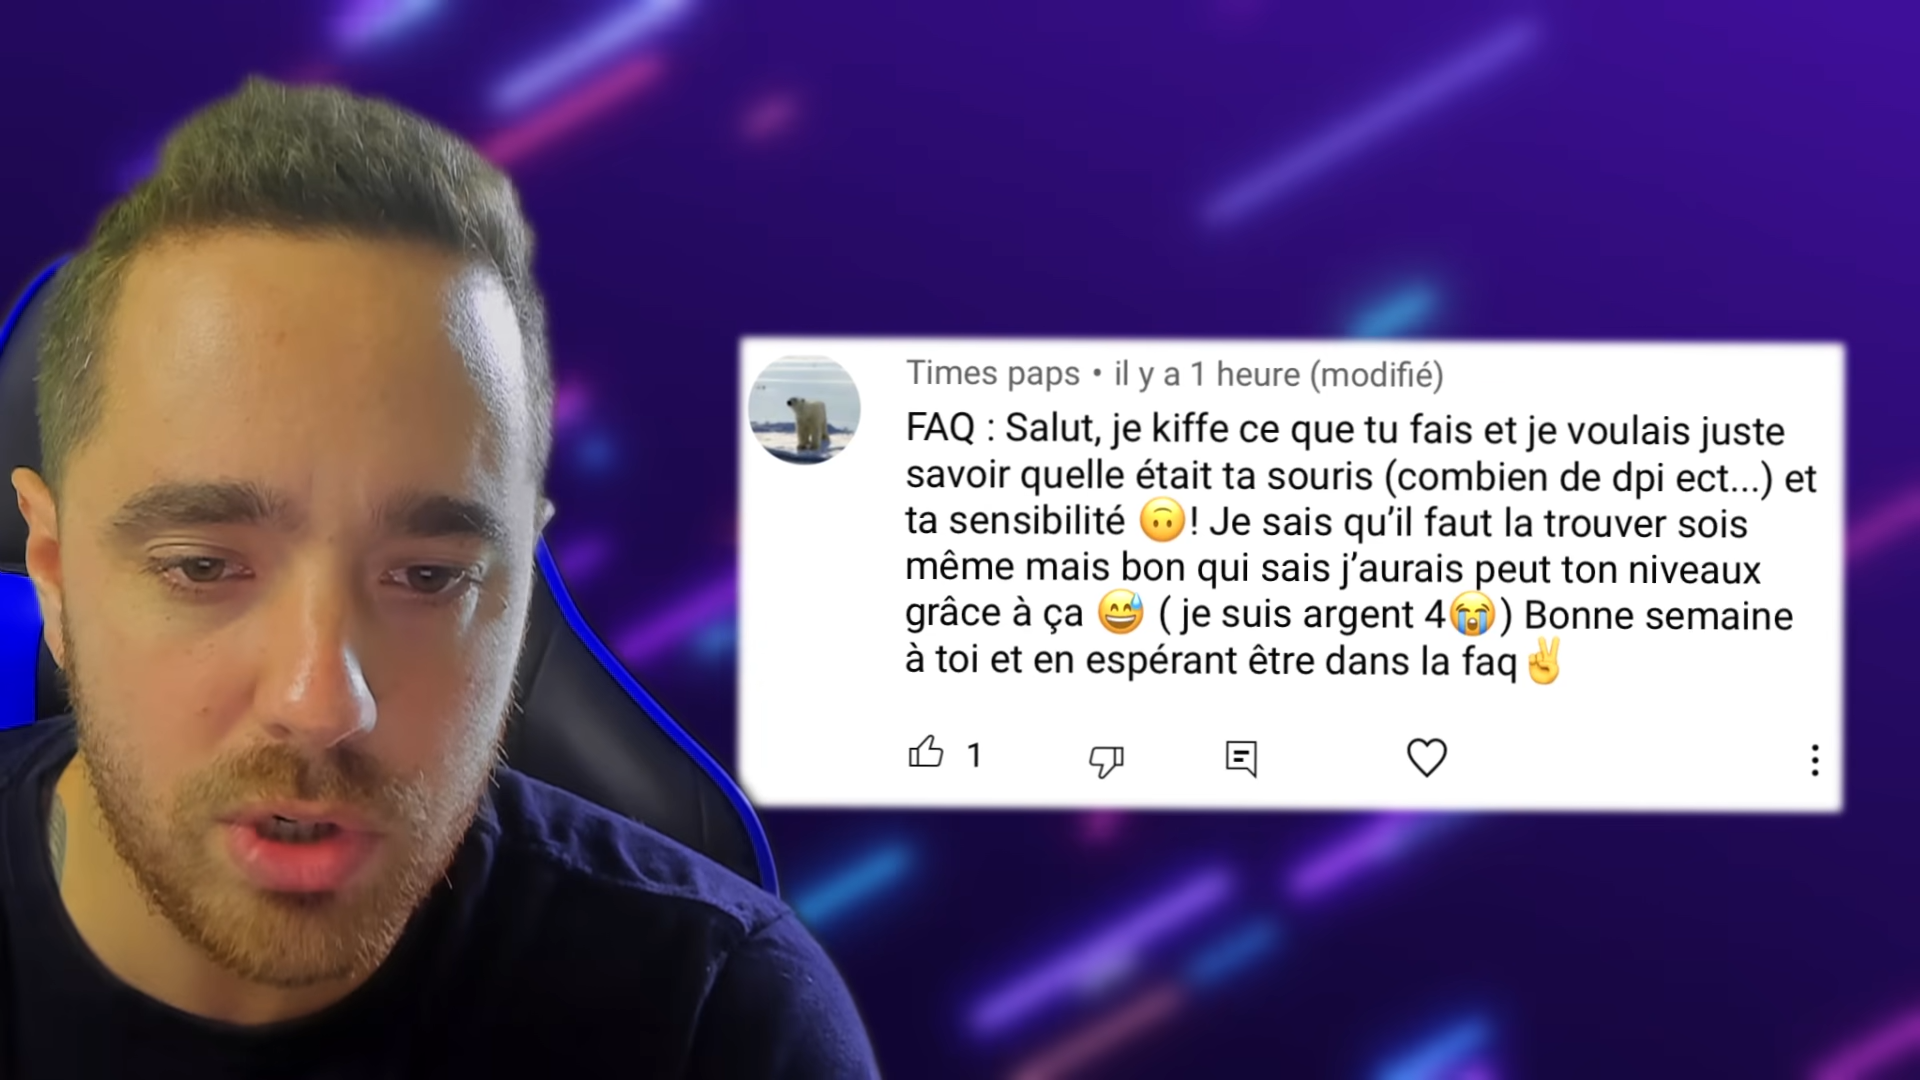 Times paps • il y a 1 heure (modifié)
FAQ : Salut, je kiffe ce que tu fais et je voulais juste
savoir quelle était ta souris (combien de dpi ect...) et
ta sensibilité 🙃! Je sais qu’il faut la trouver sois
même mais bon qui sais j’aurais peut ton niveaux
grâce à ça 😅 ( je suis argent 4😭) Bonne semaine
à toi et en espérant être dans la faq✌️
1